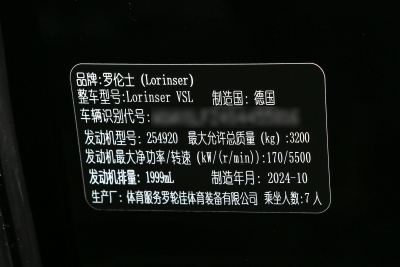 品牌:罗伦士 (Lorinser)
整车型号:Lorinser VSL 制造国: 德国
车辆识别代号:
发动机型号: 254920 最大允许总质量 (kg) :3200
发动机最大净功率/转速 (kW/(r/min)):170/5500
发动机排量: 1999mL 制造年月: 2024-10
生产厂: 体育服务罗轮佳体育装备有限公司 乘坐人数:7 人